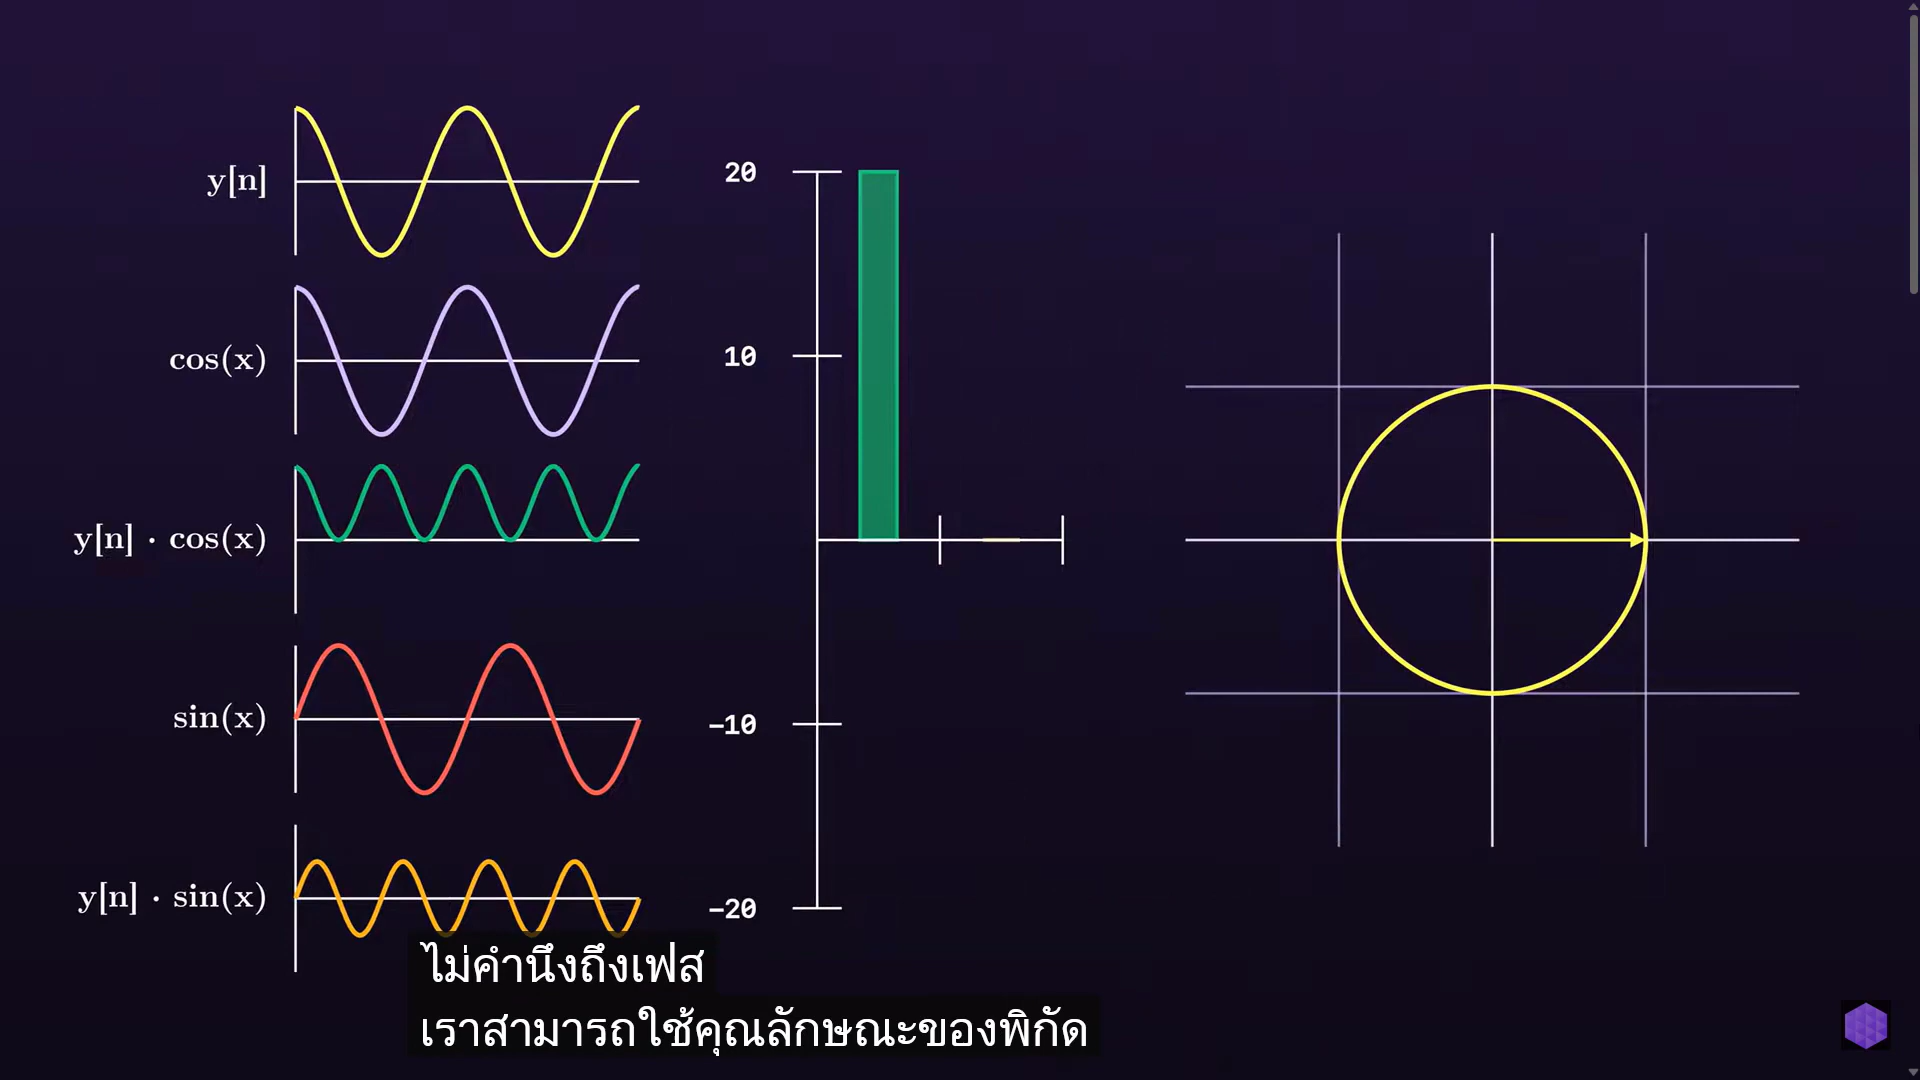 y[n]
cos(x)
y[n] · cos(x)
sin(x)
y[n] · sin(x)
20
10
−10
−20
ไม่คำนึงถึงเฟส
เราสามารถใช้คุณลักษณะของพิกัด